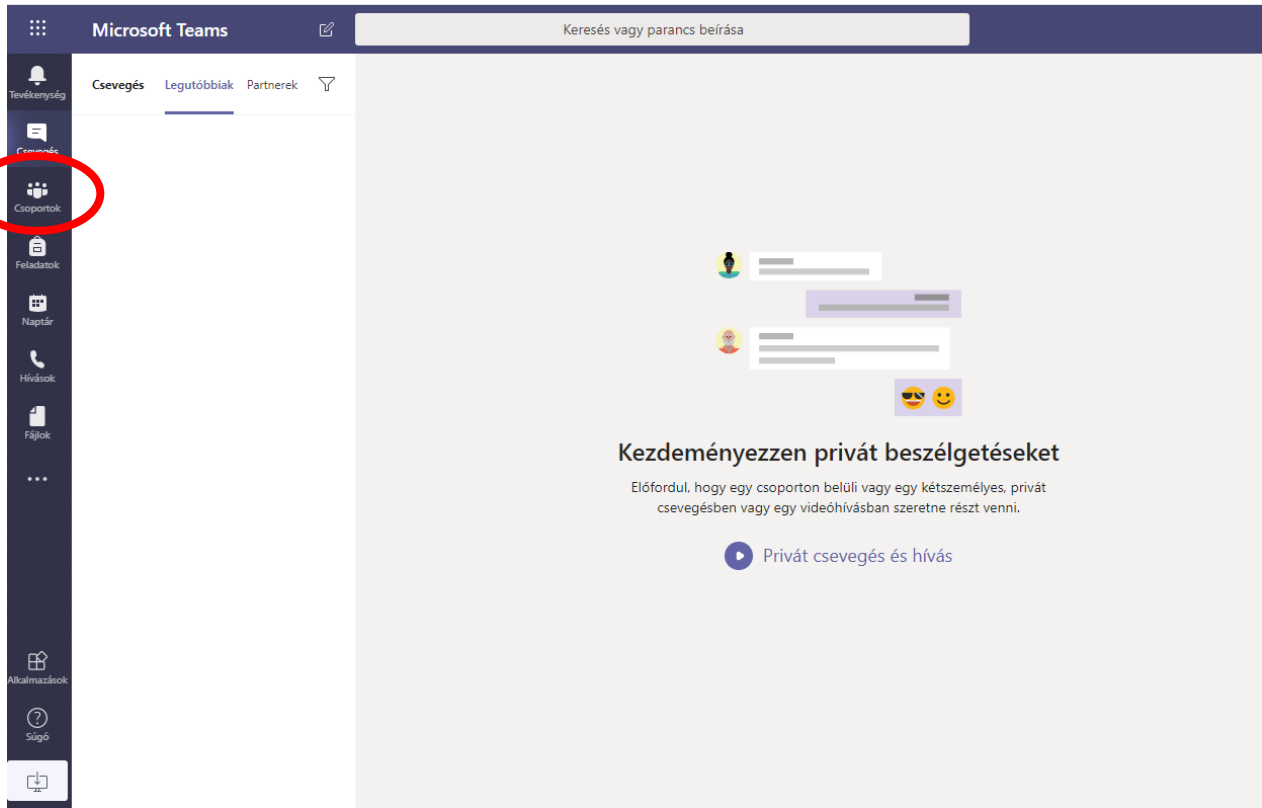 Microsoft Teams
Keresés vagy parancs beírása
Tevékenység
Csevegés
Csoportok
Feladatok
Naptár
Hívások
Fájlok
Alkalmazások
Súgó
Csevegés Legutóbbiak Partnerek
Kezdeményezzen privát beszélgetéseket
Előfordul, hogy egy csoporton belüli vagy egy kétszemélyes, privát
csevegésben vagy egy videóhívásban szeretne részt venni.
Privát csevegés és hívás